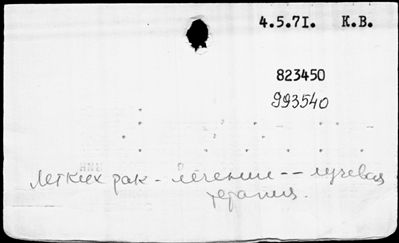 4.5.71. К.В.
823450
993540
Легких рак - лечение -- лучевая
терапия.